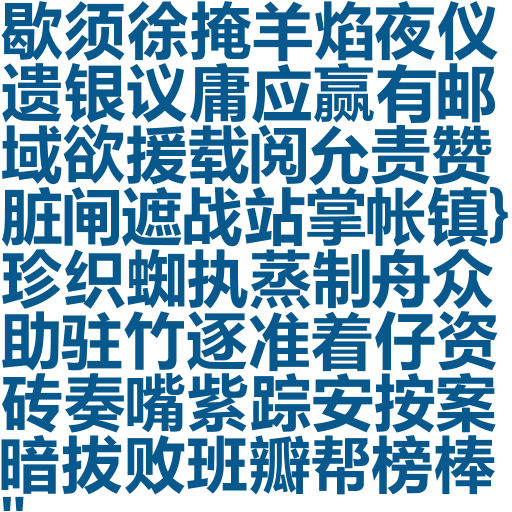 歇须徐掩羊焰夜仪
遗银议庸应赢有邮
域欲援载阅允责赞
脏闸遮战站掌帐镇}
珍织蜘执蒸制舟众
助驻竹逐准着仔资
砖奏嘴紫踪安按案
暗拔败班瓣帮榜棒
"